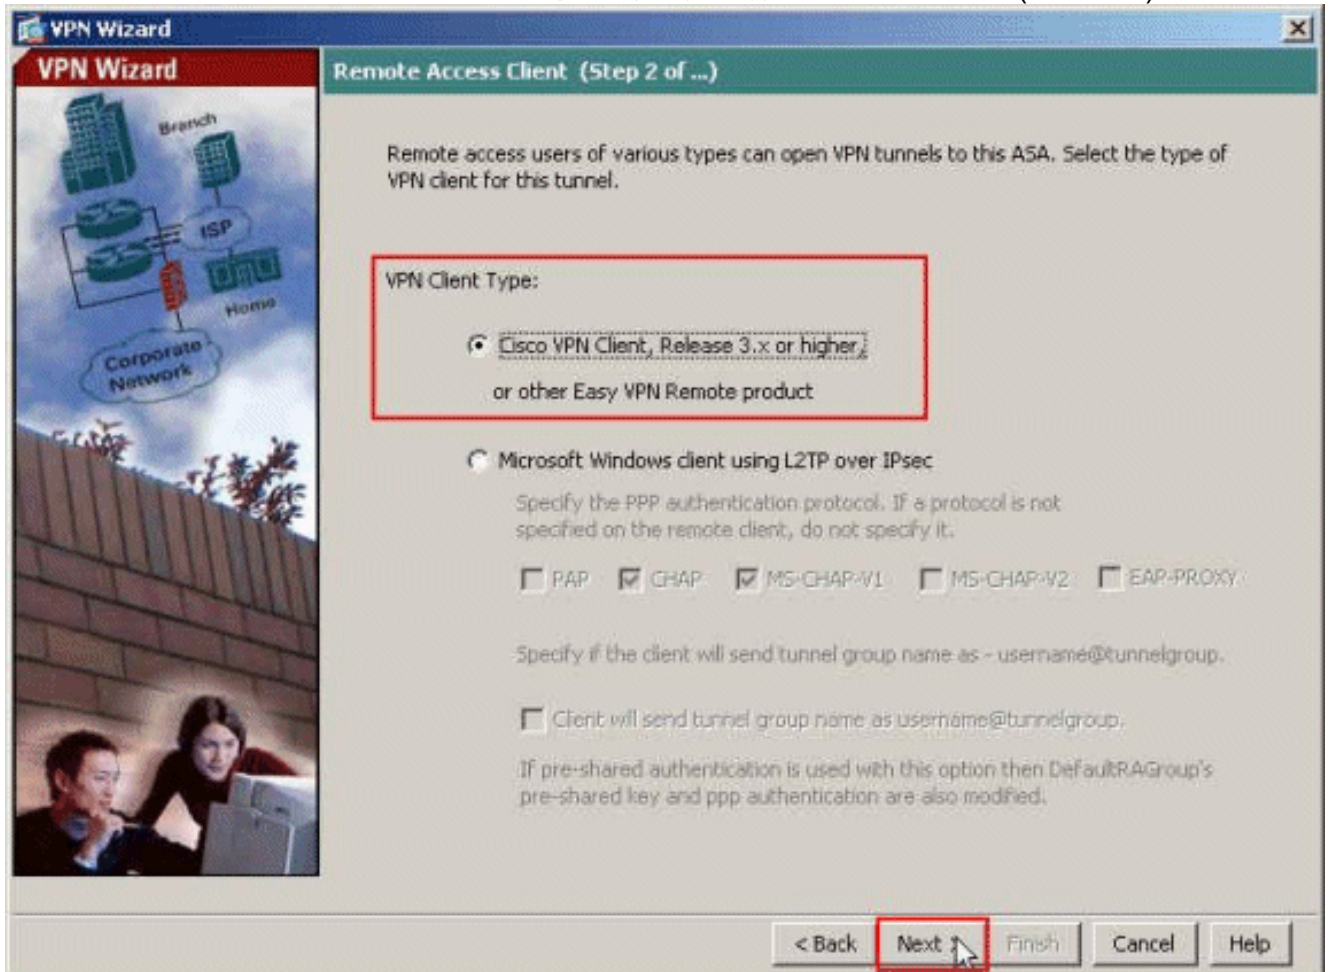 VPN Wizard
VPN Wizard
Remote Access Client (Step 2 of ...)
Branch
ISP
Home
Corporate
Network
Remote access users of various types can open VPN tunnels to this ASA. Select the type of
VPN client for this tunnel.
VPN Client Type:
Cisco VPN Client, Release 3.x or higher,
or other Easy VPN Remote product
Microsoft Windows client using L2TP over IPsec
Specify the PPP authentication protocol. If a protocol is not
specified on the remote client, do not specify it.
PAP CHAP MS-CHAP-V1 MS-CHAP-V2 EAP-PROXY
Specify if the client will send tunnel group name as - username@tunnelgroup.
Client will send tunnel group name as username@tunnelgroup.
If pre-shared authentication is used with this option then DefaultRAGroup's
pre-shared key and ppp authentication are also modified.
< Back Next > Finish Cancel Help